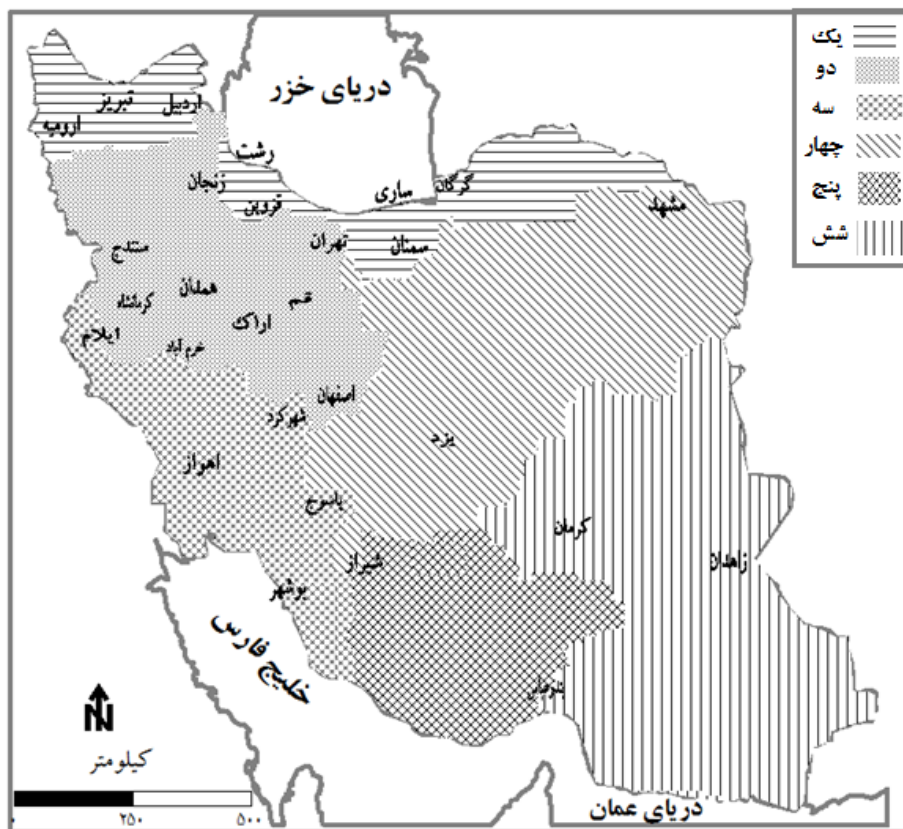 یک
دو
سه
چهار
پنج
شش
دریای خزر
تبریز
اردبیل
ارومیه
رشت
زنجان
قزوین
ساری
گرگان
مشهد
تهران
سمنان
سنندج
همدان
قم
کرمانشاه
اراک
ایلام
خرم آباد
اصفهان
شهرکرد
یزد
اهواز
یاسوج
کرمان
شیراز
زاهدان
بوشهر
خلیج فارس
بندرعباس
N
کیلومتر
۰ ۲۵۰ ۵۰۰
دریای عمان